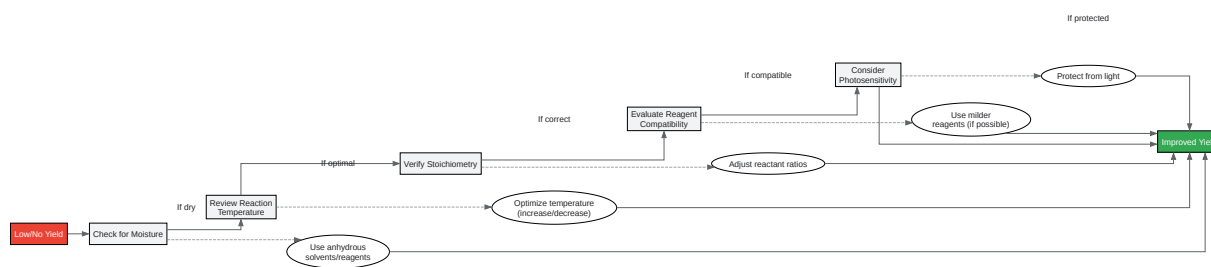 If protected
Consider
Photosensitivity
Protect from light
If compatible
Evaluate Reagent
Compatibility
Use milder
reagents (if possible)
If correct
Improved Yiel
If optimal
Verify Stoichiometry
Adjust reactant ratios
If dry
Review Reaction
Temperature
Optimize temperature
(increase/decrease)
Low/No Yield
Check for Moisture
Use anhydrous
solvents/reagents